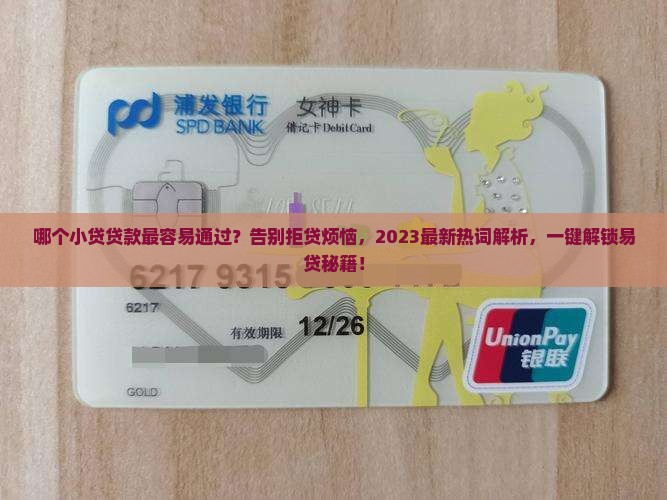 浦发银行 女神卡
SPD BANK 借记卡 Debit Card
哪个小贷贷款最容易通过？告别拒贷烦恼，2023最新热词解析，一键解锁易
贷秘籍！
6217 9315
6217
有效期限 12/26
UnionPay
银联
GOLD